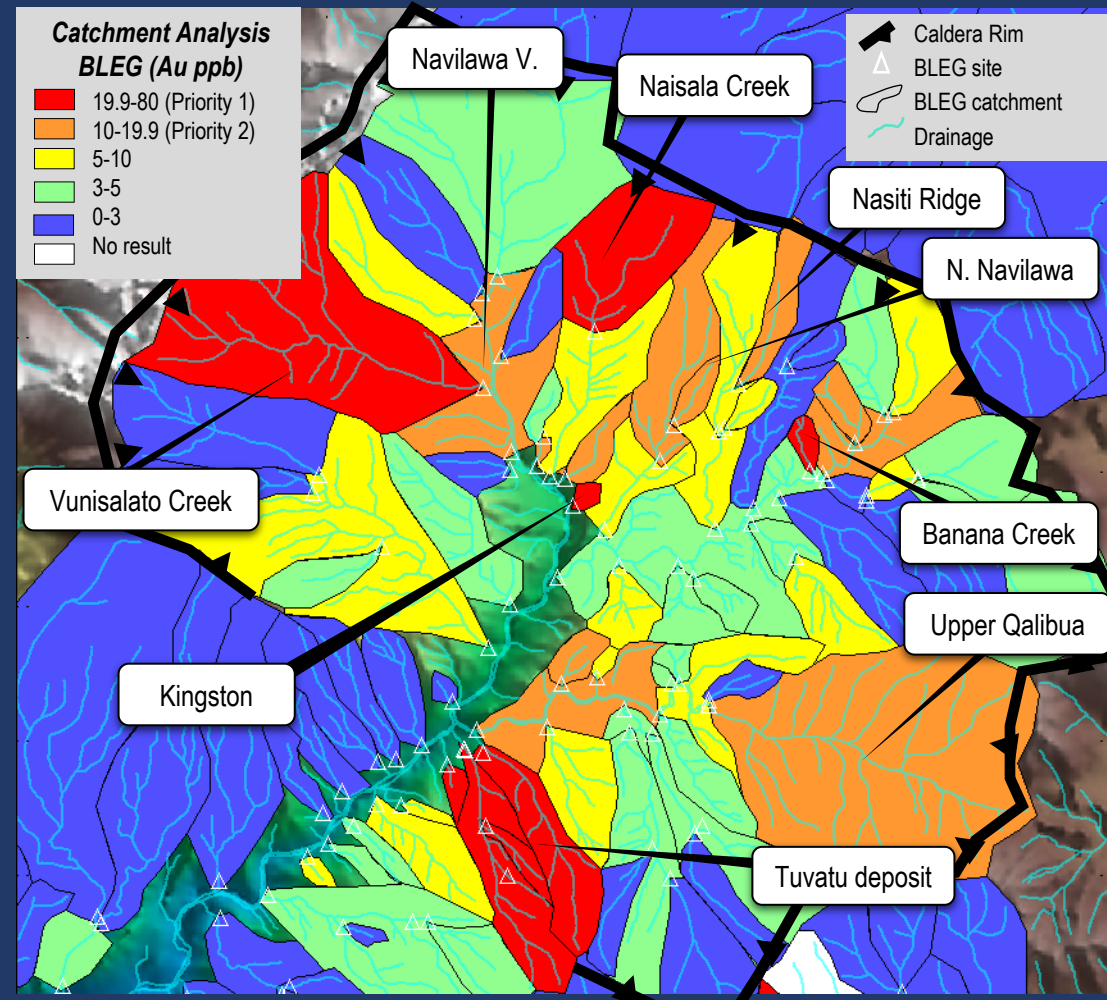 Catchment Analysis
BLEG (Au ppb)
19.9-80 (Priority 1)
10-19.9 (Priority 2)
5-10
3-5
0-3
No result
Caldera Rim
BLEG site
BLEG catchment
Drainage
Navilawa V.
Naisala Creek
Nasiti Ridge
N. Navilawa
Vunisalato Creek
Banana Creek
Upper Qalibua
Kingston
Tuvatu deposit